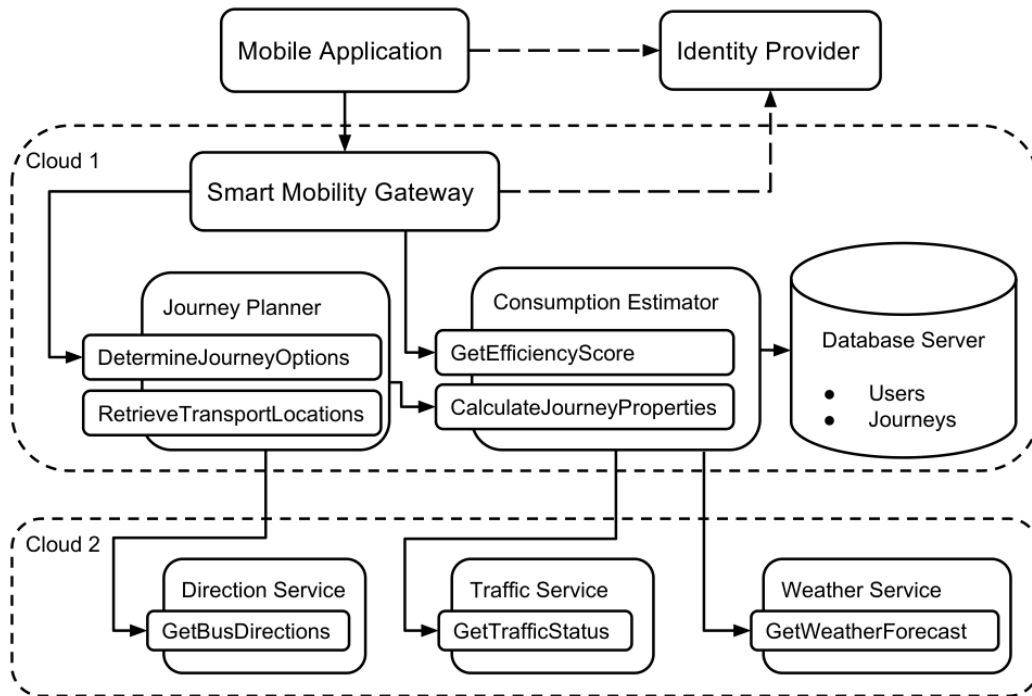 Mobile Application
Identity Provider
Cloud 1
Smart Mobility Gateway
Journey Planner
DetermineJourneyOptions
RetrieveTransportLocations
Consumption Estimator
GetEfficiencyScore
CalculateJourneyProperties
Database Server
● Users
● Journeys
Cloud 2
Direction Service
GetBusDirections
Traffic Service
GetTrafficStatus
Weather Service
GetWeatherForecast